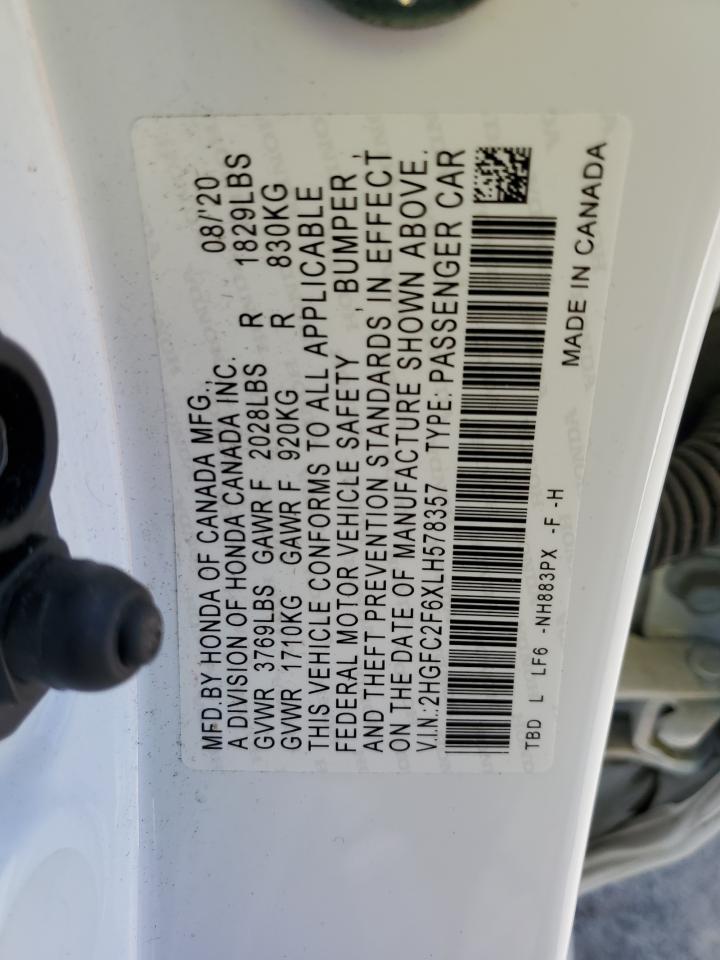 MFD. BY HONDA OF CANADA MFG., 08/'20
A DIVISION OF HONDA CANADA INC.
GVWR 3769LBS GAWR F 2028LBS R 1829LBS
GVWR 1710KG GAWR F 920KG R 830KG
THIS VEHICLE CONFORMS TO ALL APPLICABLE
FEDERAL MOTOR VEHICLE SAFETY , BUMPER ,
AND THEFT PREVENTION STANDARDS IN EFFECT
ON THE DATE OF MANUFACTURE SHOWN ABOVE.
V.I.N.:2HGFC2F6XLH578357 TYPE: PASSENGER CAR
TBD L LF6 -NH883PX -F -H
MADE IN CANADA